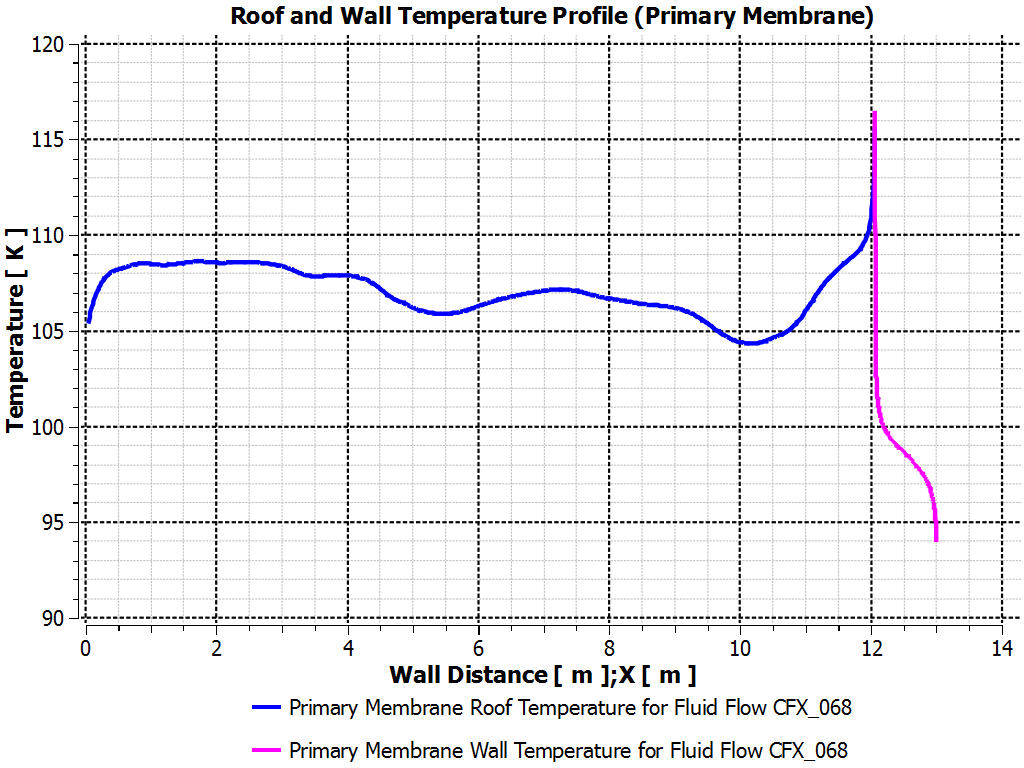 Roof and Wall Temperature Profile (Primary Membrane)
120
115
110
105
100
95
90
Temperature [ K ]
0 2 4 6 8 10 12 14
Wall Distance [ m ];X [ m ]
Primary Membrane Roof Temperature for Fluid Flow CFX_068
Primary Membrane Wall Temperature for Fluid Flow CFX_068